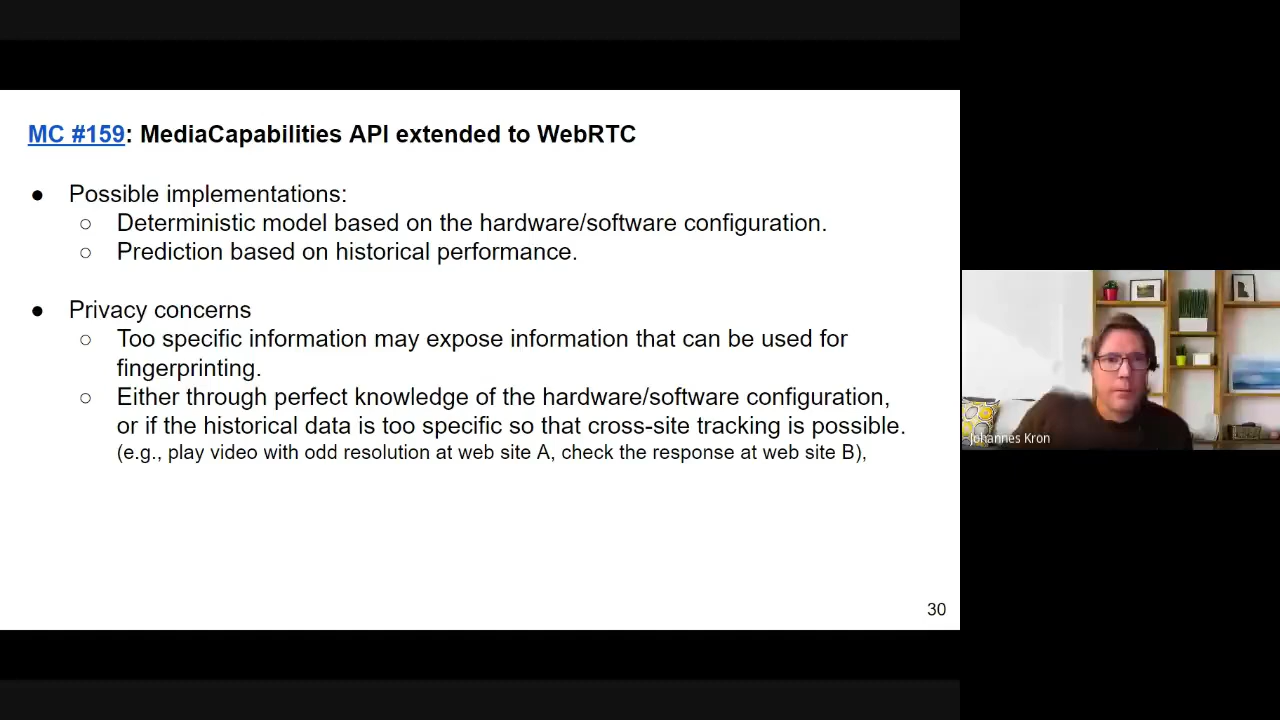 MC #159: MediaCapabilities API extended to WebRTC
● Possible implementations:
○ Deterministic model based on the hardware/software configuration.
○ Prediction based on historical performance.
● Privacy concerns
○ Too specific information may expose information that can be used for
fingerprinting.
○ Either through perfect knowledge of the hardware/software configuration,
or if the historical data is too specific so that cross-site tracking is possible.
(e.g., play video with odd resolution at web site A, check the response at web site B),
30
Johannes Kron